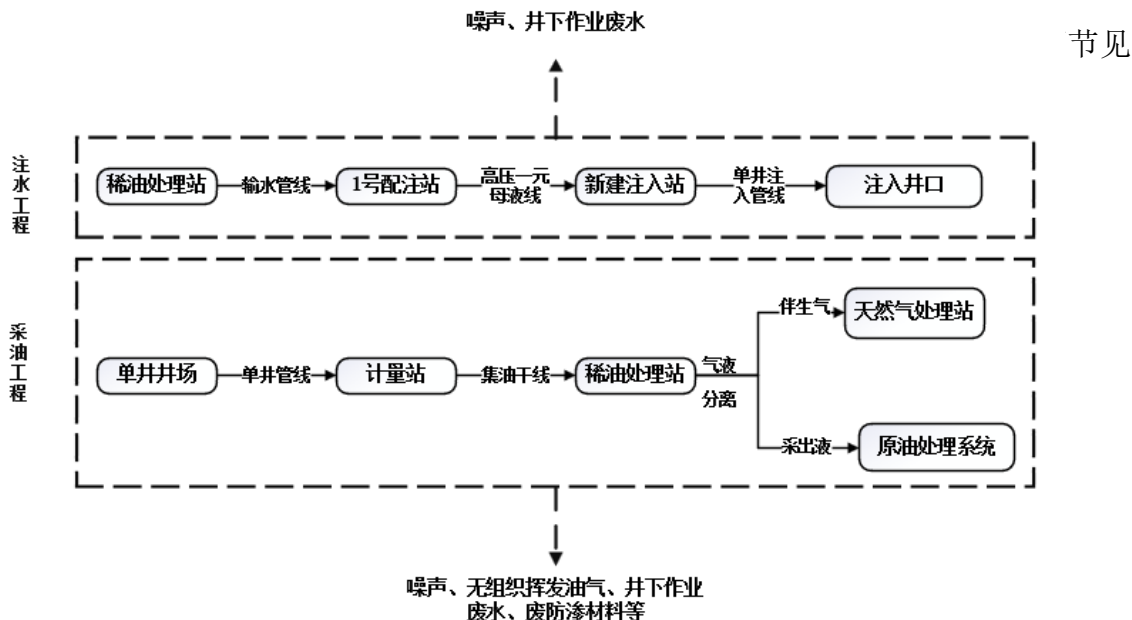 噪声、井下作业废水
节见
注水工程
稀油处理站
输水管线
1号配注站
高压一元
母液线
新建注入站
单井注
入管线
注入井口
采油工程
单井井场
单井管线
计量站
集油干线
稀油处理站
气液
分离
伴生气
天然气处理站
采出液
原油处理系统
噪声、无组织挥发油气、井下作业
废水、废防渗材料等